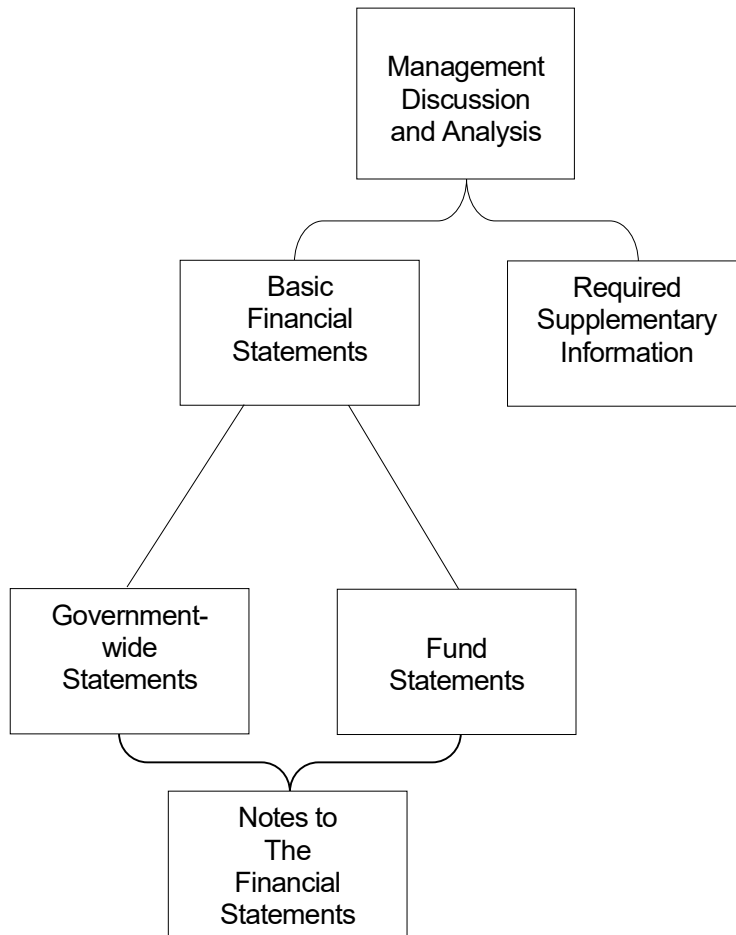 Management
Discussion
and Analysis
Basic
Financial
Statements
Required
Supplementary
Information
Government-
wide
Statements
Fund
Statements
Notes to
The
Financial
Statements